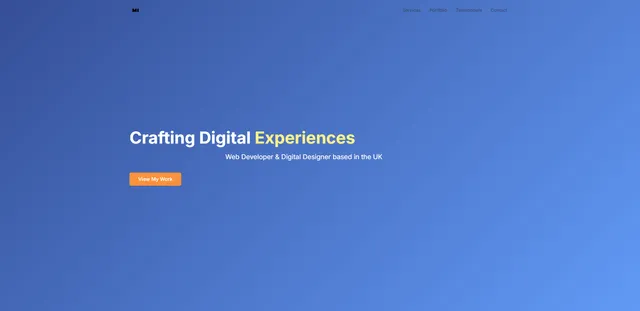 Services Portfolio Testimonials Contact
Crafting Digital Experiences
Web Developer & Digital Designer based in the UK
View My Work